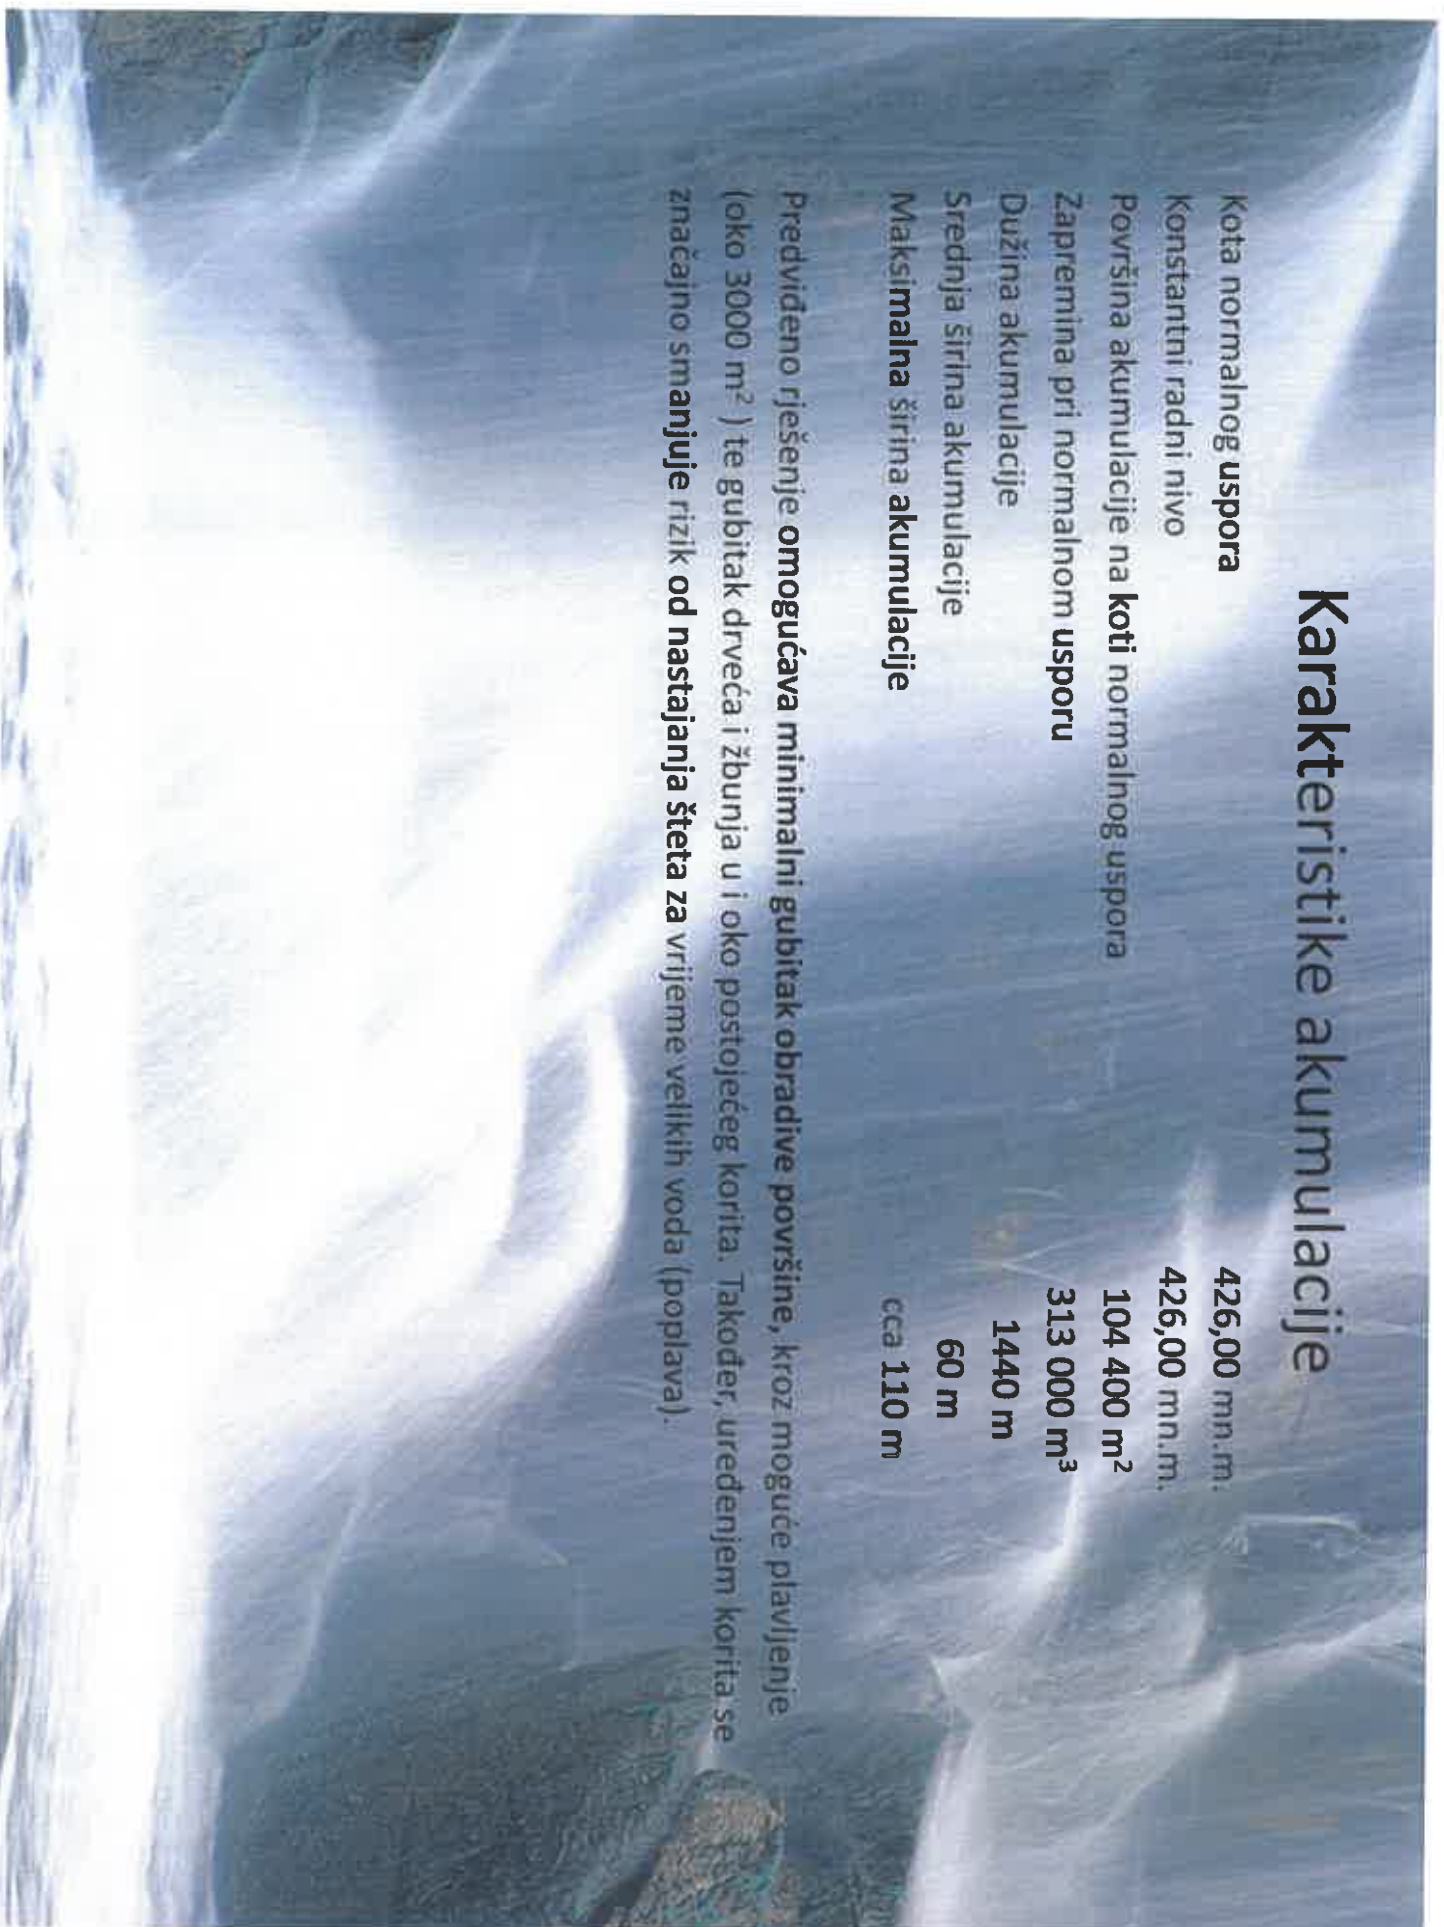 Karakteristike akumulacije
Kota normalnog uspora 426,00 mn.m.
Konstantni radni nivo 426,00 mn.m.
Površina akumulacije na koti normalnog uspora 104 400 m²
Zapremina pri normalnom usporu 313 000 m³
Dužina akumulacije 1440 m
Srednja širina akumulacije 60 m
Maksimalna širina akumulacije cca 110 m
Predviđeno rješenje omogućava minimalni gubitak obradive površine, kroz moguće plavljenje
(oko 3000 m² ) te gubitak drveća i žbunja u i oko postojećeg korita. Također, uređenjem korita se
značajno smanjuje rizik od nastajanja šteta za vrijeme velikih voda (poplava).